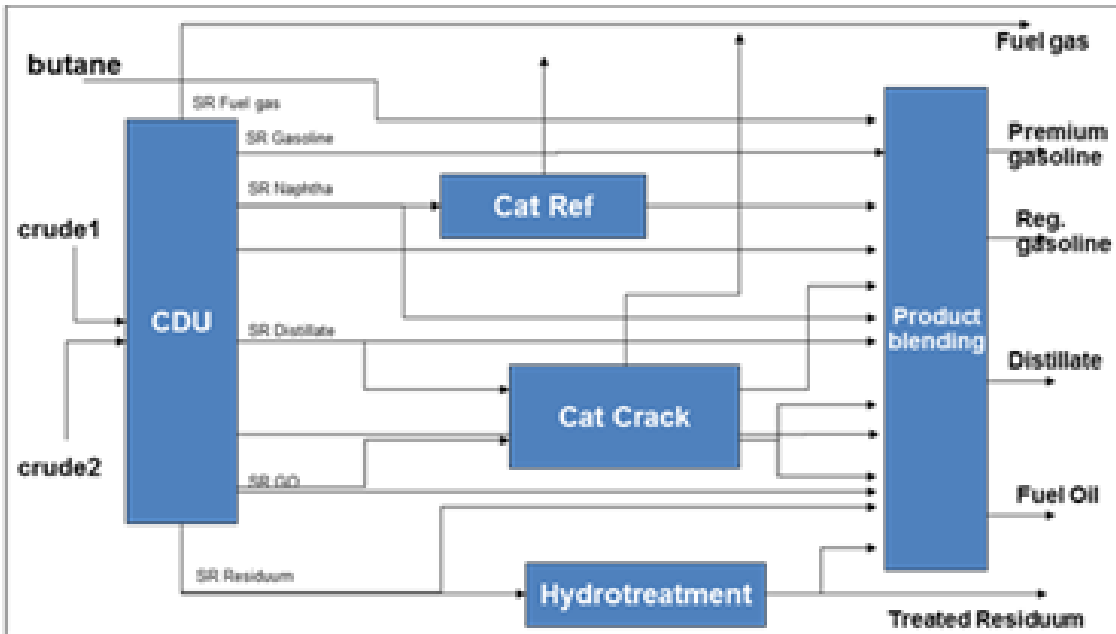 Fuel gas
butane
SR Fuel gas
SR Gasoline
Premium
gasoline
SR Naphtha
Cat Ref
crude1
Reg.
gasoline
CDU
SR Distillate
Product
blending
Distillate
Cat Crack
crude2
SR GO
Fuel Oil
SR Residuum
Hydrotreatment
Treated Residuum